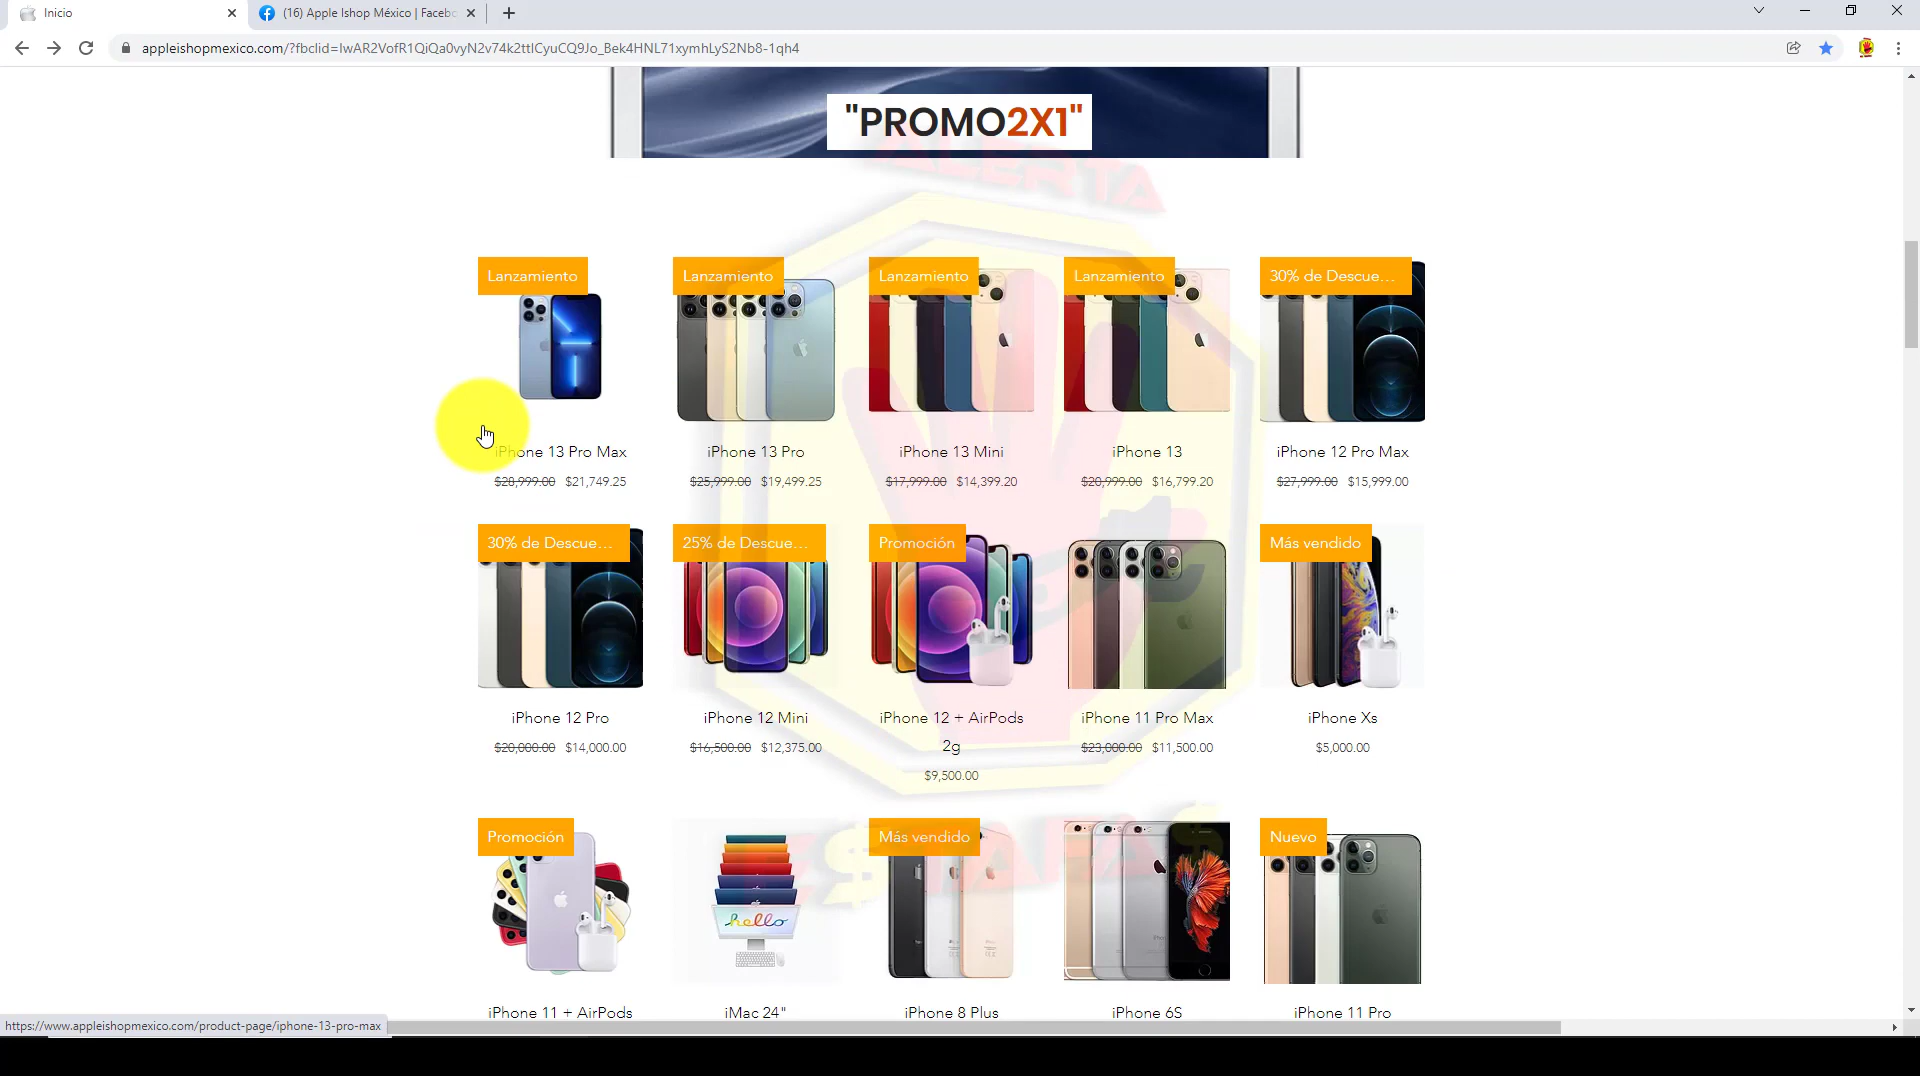 Inicio
(16) Apple Ishop México | Facebo
appleishopmexico.com/?fbclid=IwAR2VofR1QiQa0vyN2v74k2ttlCyuCQ9Jo_Bek4HNL71xymhLyS2Nb8-1qh4
"PROMO2X1"
ALERTA
Lanzamiento Lanzamiento Lanzamiento Lanzamiento 30% de Descue...
iPhone 13 Pro Max iPhone 13 Pro iPhone 13 Mini iPhone 13 iPhone 12 Pro Max
$28,999.00 $21,749.25 $25,999.00 $19,499.25 $17,999.00 $14,399.20 $20,999.00 $16,799.20 $27,999.00 $15,999.00
30% de Descue... 25% de Descue... Promoción Más vendido
iPhone 12 Pro iPhone 12 Mini iPhone 12 + AirPods iPhone 11 Pro Max iPhone Xs
2g
$20,000.00 $14,000.00 $16,500.00 $12,375.00 $23,000.00 $11,500.00 $5,000.00
$9,500.00
Promoción Más vendido Nuevo
hello
E$TAFA$
iPhone 11 + AirPods iMac 24" iPhone 8 Plus iPhone 6S iPhone 11 Pro
https://www.appleishopmexico.com/product-page/iphone-13-pro-max